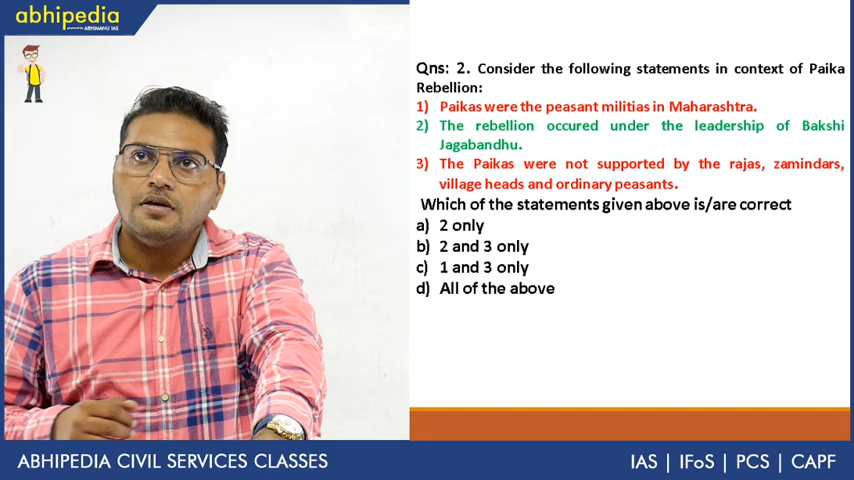 abhipedia
powered by ABHIMANU IAS
Qns: 2. Consider the following statements in context of Paika
Rebellion:
1) Paikas were the peasant militias in Maharashtra.
2) The rebellion occured under the leadership of Bakshi
Jagabandhu.
3) The Paikas were not supported by the rajas, zamindars,
village heads and ordinary peasants.
Which of the statements given above is/are correct
a) 2 only
b) 2 and 3 only
c) 1 and 3 only
d) All of the above
ABHIPEDIA CIVIL SERVICES CLASSES
IAS | IFoS | PCS | CAPF